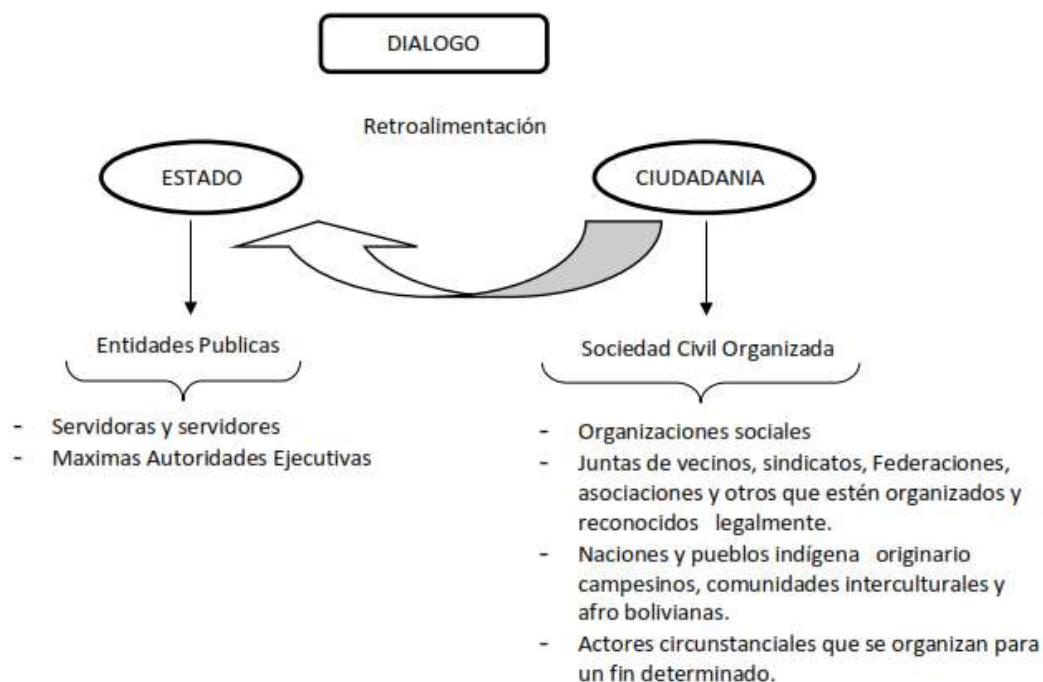 DIALOGO
Retroalimentación
ESTADO
CIUDADANIA
Entidades Publicas
- Servidoras y servidores
- Maximas Autoridades Ejecutivas
Sociedad Civil Organizada
- Organizaciones sociales
- Juntas de vecinos, sindicatos, Federaciones,
asociaciones y otros que estén organizados y
reconocidos legalmente.
- Naciones y pueblos indígena originario
campesinos, comunidades interculturales y
afro bolivianas.
- Actores circunstanciales que se organizan para
un fin determinado.